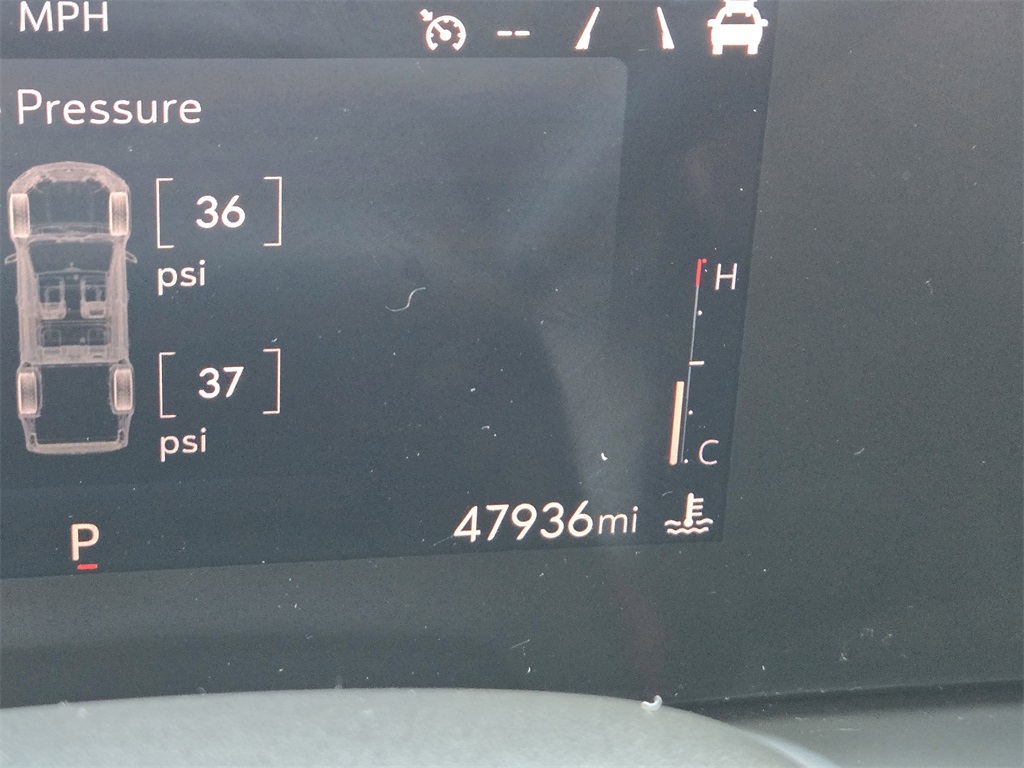 MPH
--
Pressure
36
psi
H
37
psi
C
P
47936mi